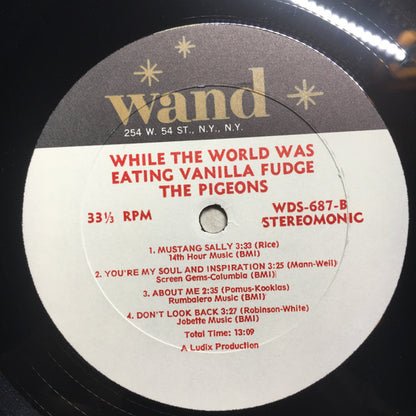 wand
254 W. 54 ST., N.Y., N.Y.
WHILE THE WORLD WAS
EATING VANILLA FUDGE
THE PIGEONS
33⅓ RPM
WDS-687-B
STEREOMONIC
1. MUSTANG SALLY 3:33 (Rice)
14th Hour Music (BMI)
2. YOU'RE MY SOUL AND INSPIRATION 3:25 (Mann-Weil)
Screen Gems-Columbia (BMI)
3. ABOUT ME 2:35 (Pomus-Kookias)
Rumbalero Music (BMI)
4. DON'T LOOK BACK 3:27 (Robinson-White)
Jobette Music (BMI)
Total Time: 13:09
A Ludix Production